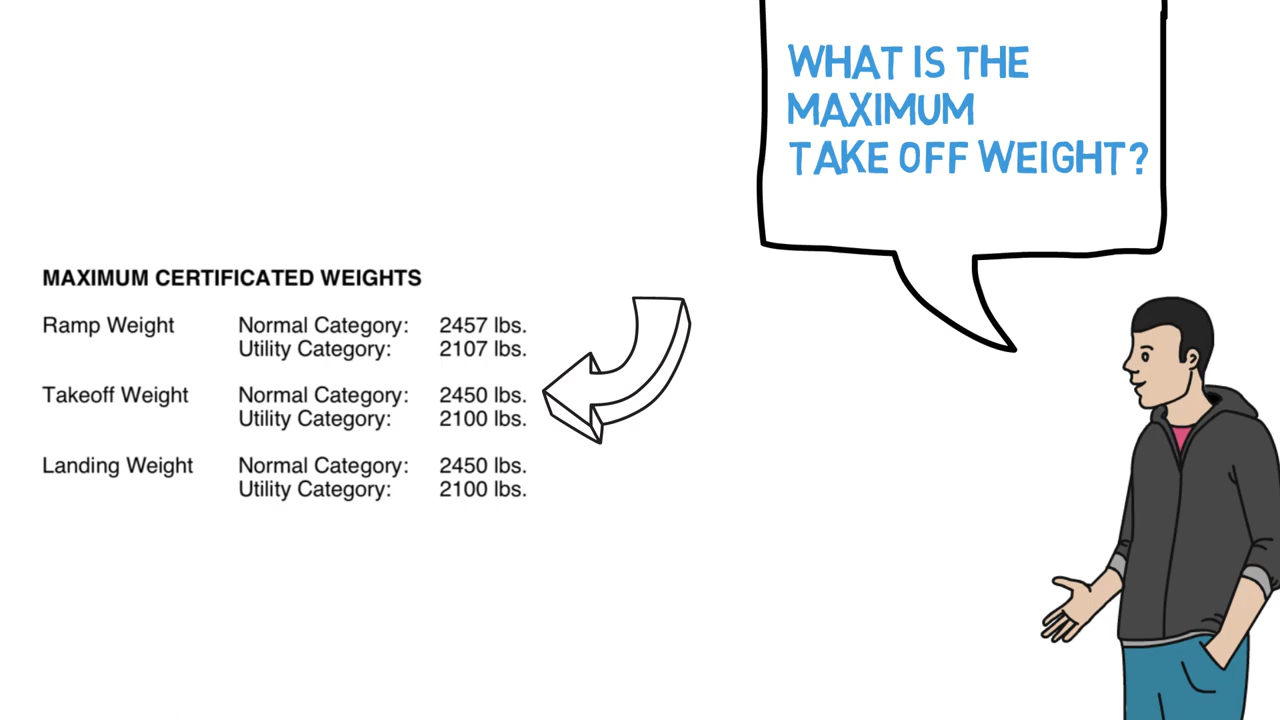 WHAT IS THE
MAXIMUM
TAKE OFF WEIGHT?
MAXIMUM CERTIFICATED WEIGHTS
Ramp Weight Normal Category: 2457 lbs.
Utility Category: 2107 lbs.
Takeoff Weight Normal Category: 2450 lbs.
Utility Category: 2100 lbs.
Landing Weight Normal Category: 2450 lbs.
Utility Category: 2100 lbs.